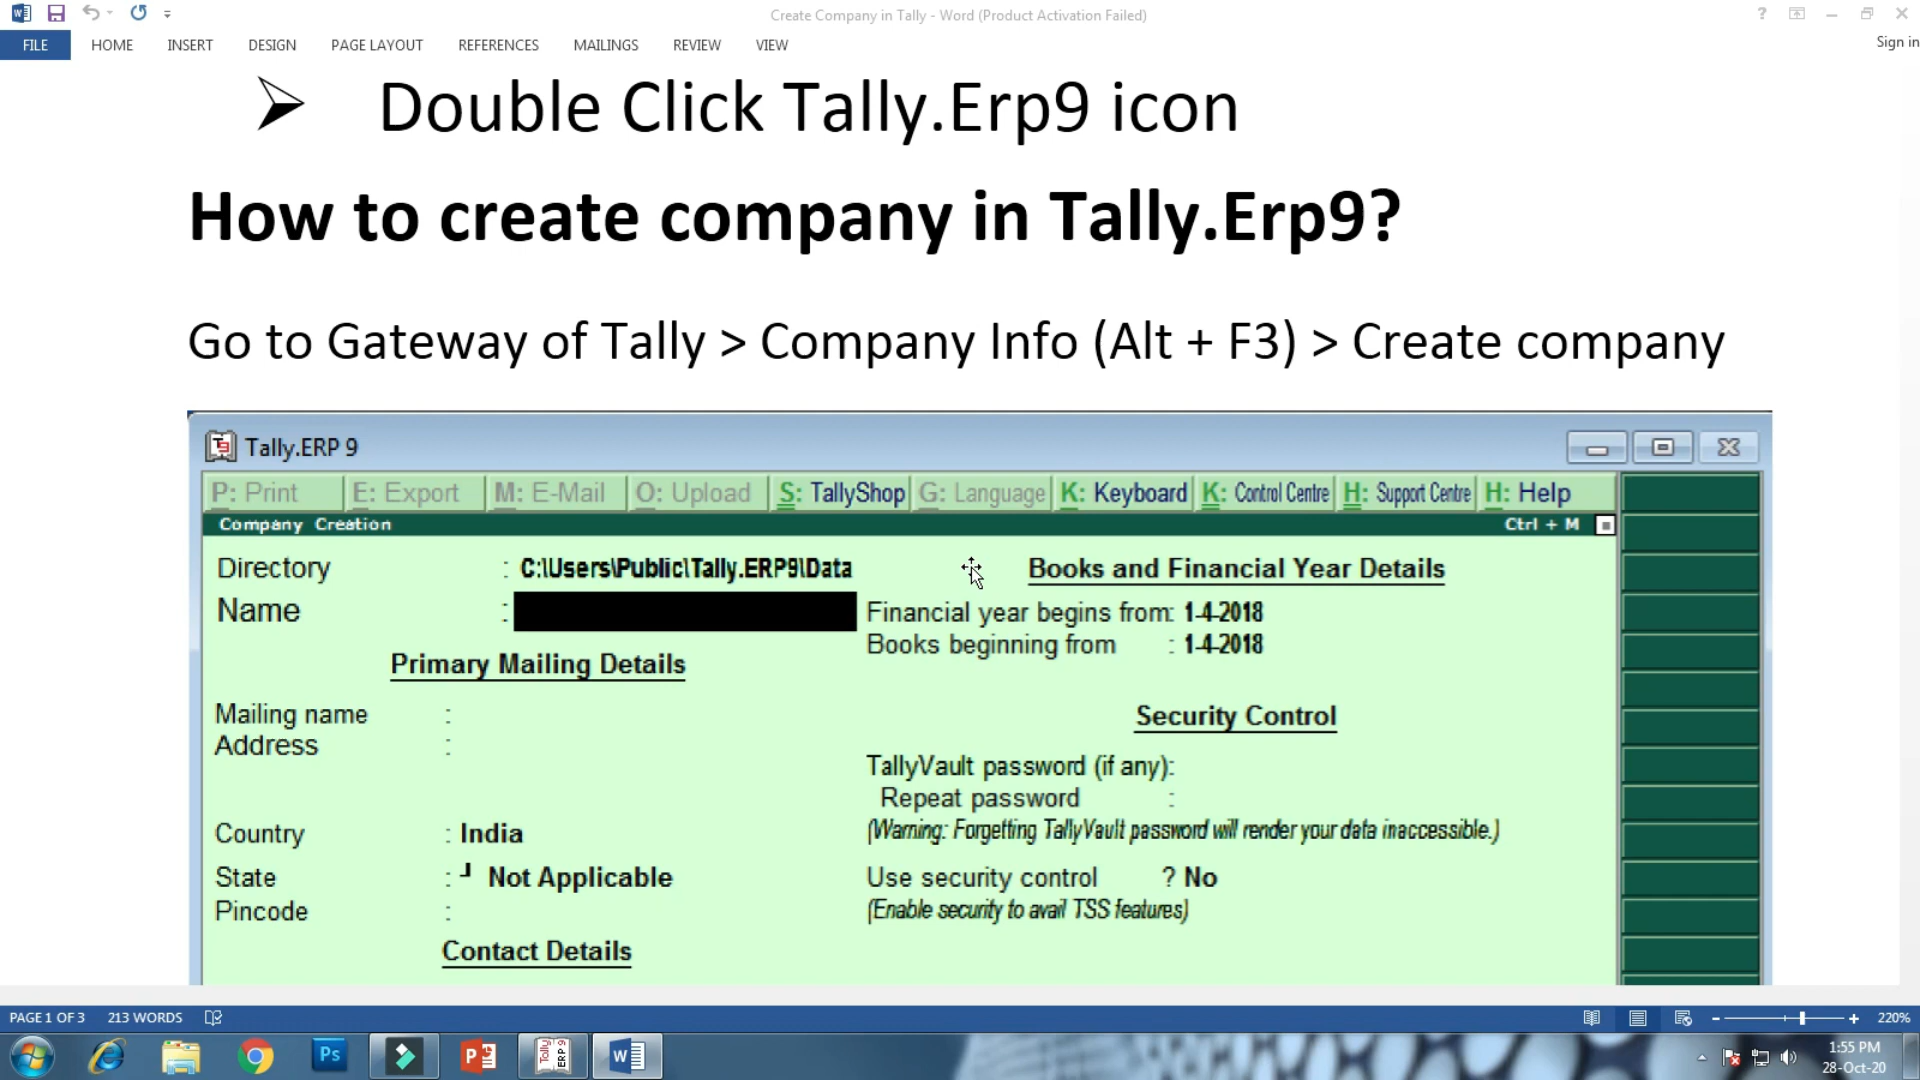 Create Company in Tally - Word (Product Activation Failed)
FILE HOME INSERT DESIGN PAGE LAYOUT REFERENCES MAILINGS REVIEW VIEW Sign in
Double Click Tally.Erp9 icon
How to create company in Tally.Erp9?
Go to Gateway of Tally > Company Info (Alt + F3) > Create company
Tally.ERP 9
P: Print E: Export M: E-Mail O: Upload S: TallyShop G: Language K: Keyboard K: Control Centre H: Support Centre H: Help
Company Creation Ctrl + M
Directory : C:\Users\Public\Tally.ERP9\Data
Name :
Primary Mailing Details
Mailing name :
Address :
Country : India
State : Not Applicable
Pincode :
Contact Details
Books and Financial Year Details
Financial year begins from: 1-4-2018
Books beginning from : 1-4-2018
Security Control
TallyVault password (if any):
Repeat password :
(Warning: Forgetting TallyVault password will render your data inaccessible.)
Use security control ? No
(Enable security to avail TSS features)
PAGE 1 OF 3 213 WORDS 220%
Ps
Tally ERP 9
1:55 PM
28-Oct-20